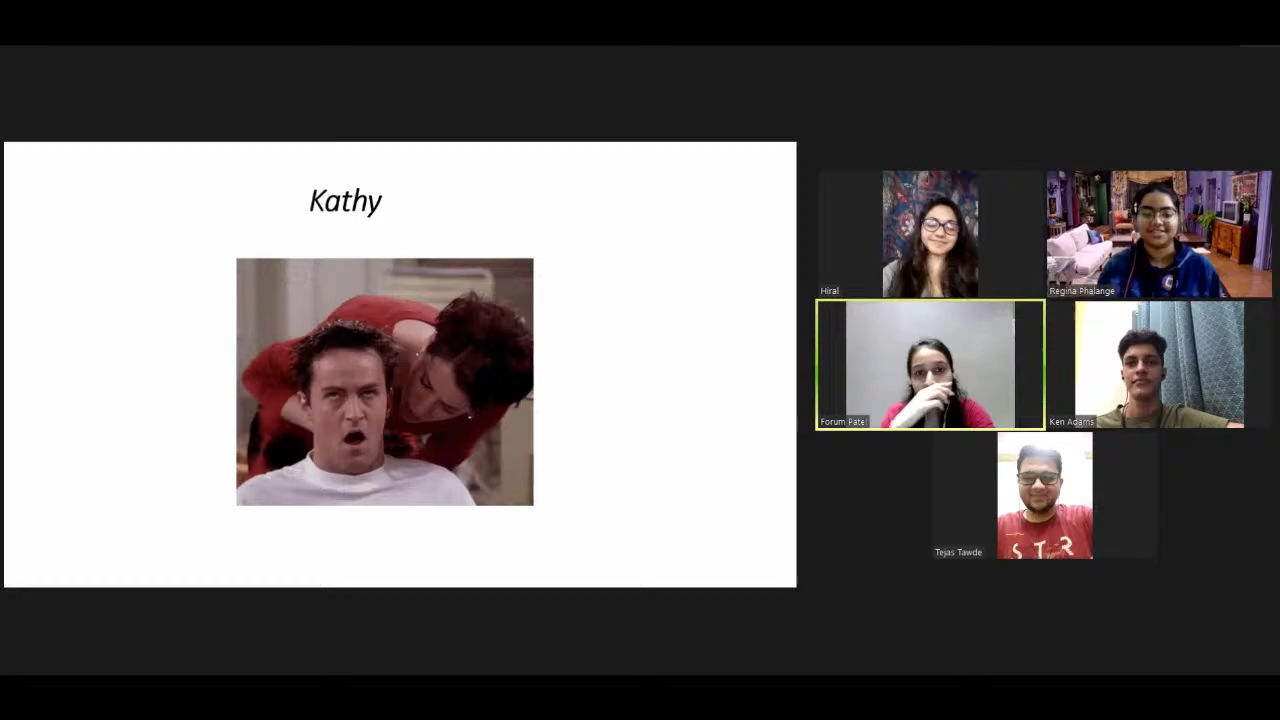 Kathy
Hiral
Regina Phalange
Forum Patel
Ken Adams
Tejas Tawde
S T R